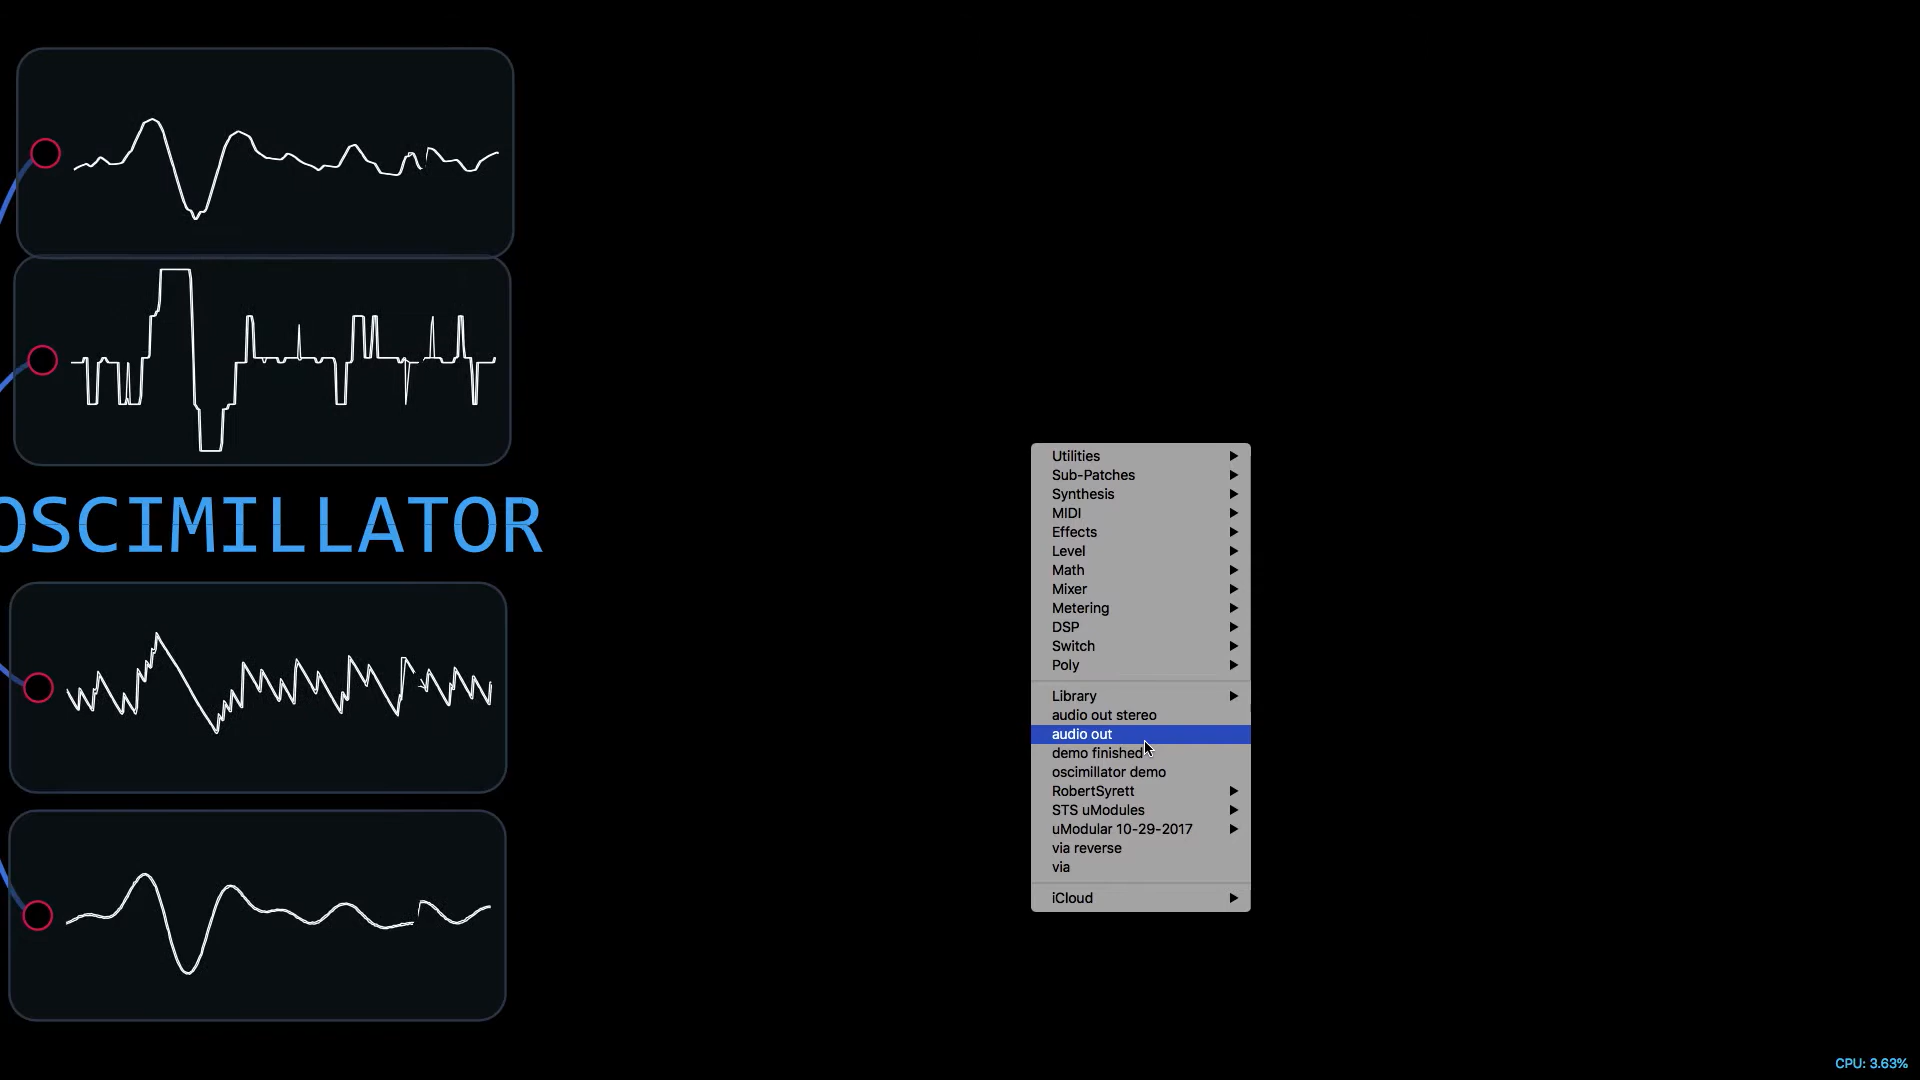 OSCIMILLATOR
Utilities
Sub-Patches
Synthesis
MIDI
Effects
Level
Math
Mixer
Metering
DSP
Switch
Poly
Library
audio out stereo
audio out
demo finished
oscimillator demo
RobertSyrett
STS uModules
uModular 10-29-2017
via reverse
via
iCloud
CPU: 3.63%